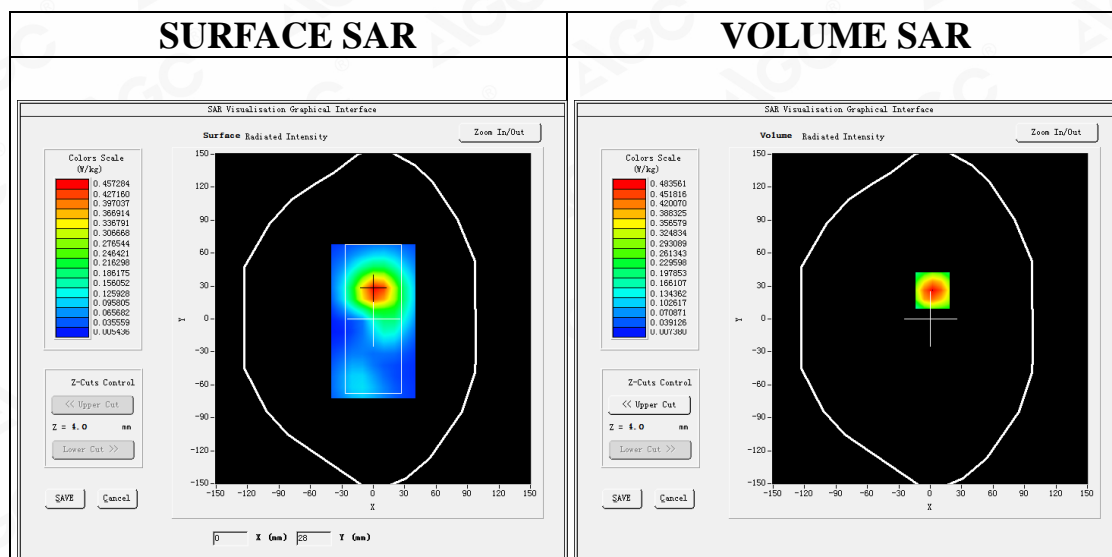 SURFACE SAR
VOLUME SAR
SAR Visualisation Graphical Interface
Surface Radiated Intensity
Zoom In/Out
Colors Scale
(W/kg)
0.457284
0.427160
0.397037
0.366914
0.336791
0.306668
0.276544
0.246421
0.216298
0.186175
0.156052
0.125928
0.095805
0.065682
0.035559
0.005436
Z-Cuts Control
<< Upper Cut
Z = 4.0 mm
Lower Cut >>
SAVE Cancel
150
120
90
60
30
0
-30
-60
-90
-120
-150
Y
-150 -120 -90 -60 -30 0 30 60 90 120 150
X
0 X (mm) 28 Y (mm)
SAR Visualisation Graphical Interface
Volume Radiated Intensity
Zoom In/Out
Colors Scale
(W/kg)
0.483561
0.451816
0.420070
0.388325
0.356579
0.324834
0.293089
0.261343
0.229598
0.197853
0.166107
0.134362
0.102617
0.070871
0.039126
0.007380
Z-Cuts Control
<< Upper Cut
Z = 4.0 mm
Lower Cut >>
SAVE Cancel
150
120
90
60
30
0
-30
-60
-90
-120
-150
Y
-150 -120 -90 -60 -30 0 30 60 90 120 150
X